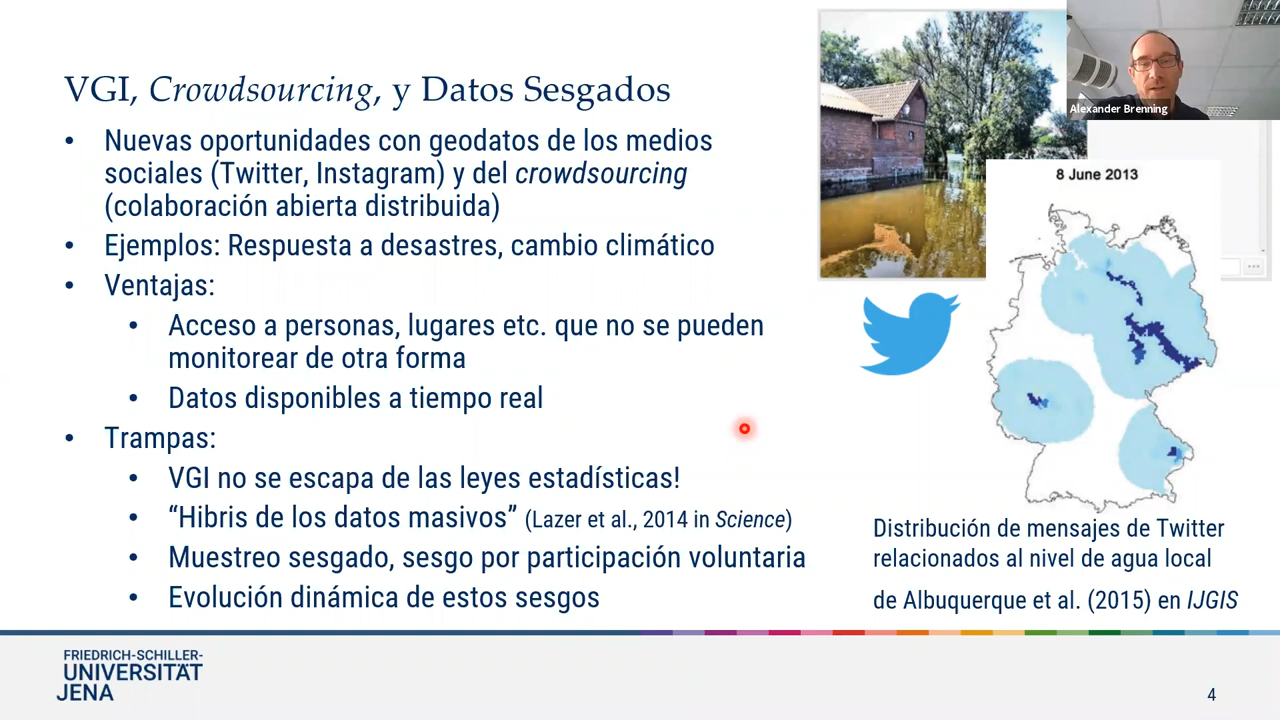 VGI, Crowdsourcing, y Datos Sesgados
• Nuevas oportunidades con geodatos de los medios
sociales (Twitter, Instagram) y del crowdsourcing
(colaboración abierta distribuida)
• Ejemplos: Respuesta a desastres, cambio climático
• Ventajas:
• Acceso a personas, lugares etc. que no se pueden
monitorear de otra forma
• Datos disponibles a tiempo real
• Trampas:
• VGI no se escapa de las leyes estadísticas!
• “Hibris de los datos masivos” (Lazer et al., 2014 in Science)
• Muestreo sesgado, sesgo por participación voluntaria
• Evolución dinámica de estos sesgos
Alexander Brenning
8 June 2013
Distribución de mensajes de Twitter
relacionados al nivel de agua local
de Albuquerque et al. (2015) en IJGIS
FRIEDRICH-SCHILLER-
UNIVERSITÄT
JENA
4